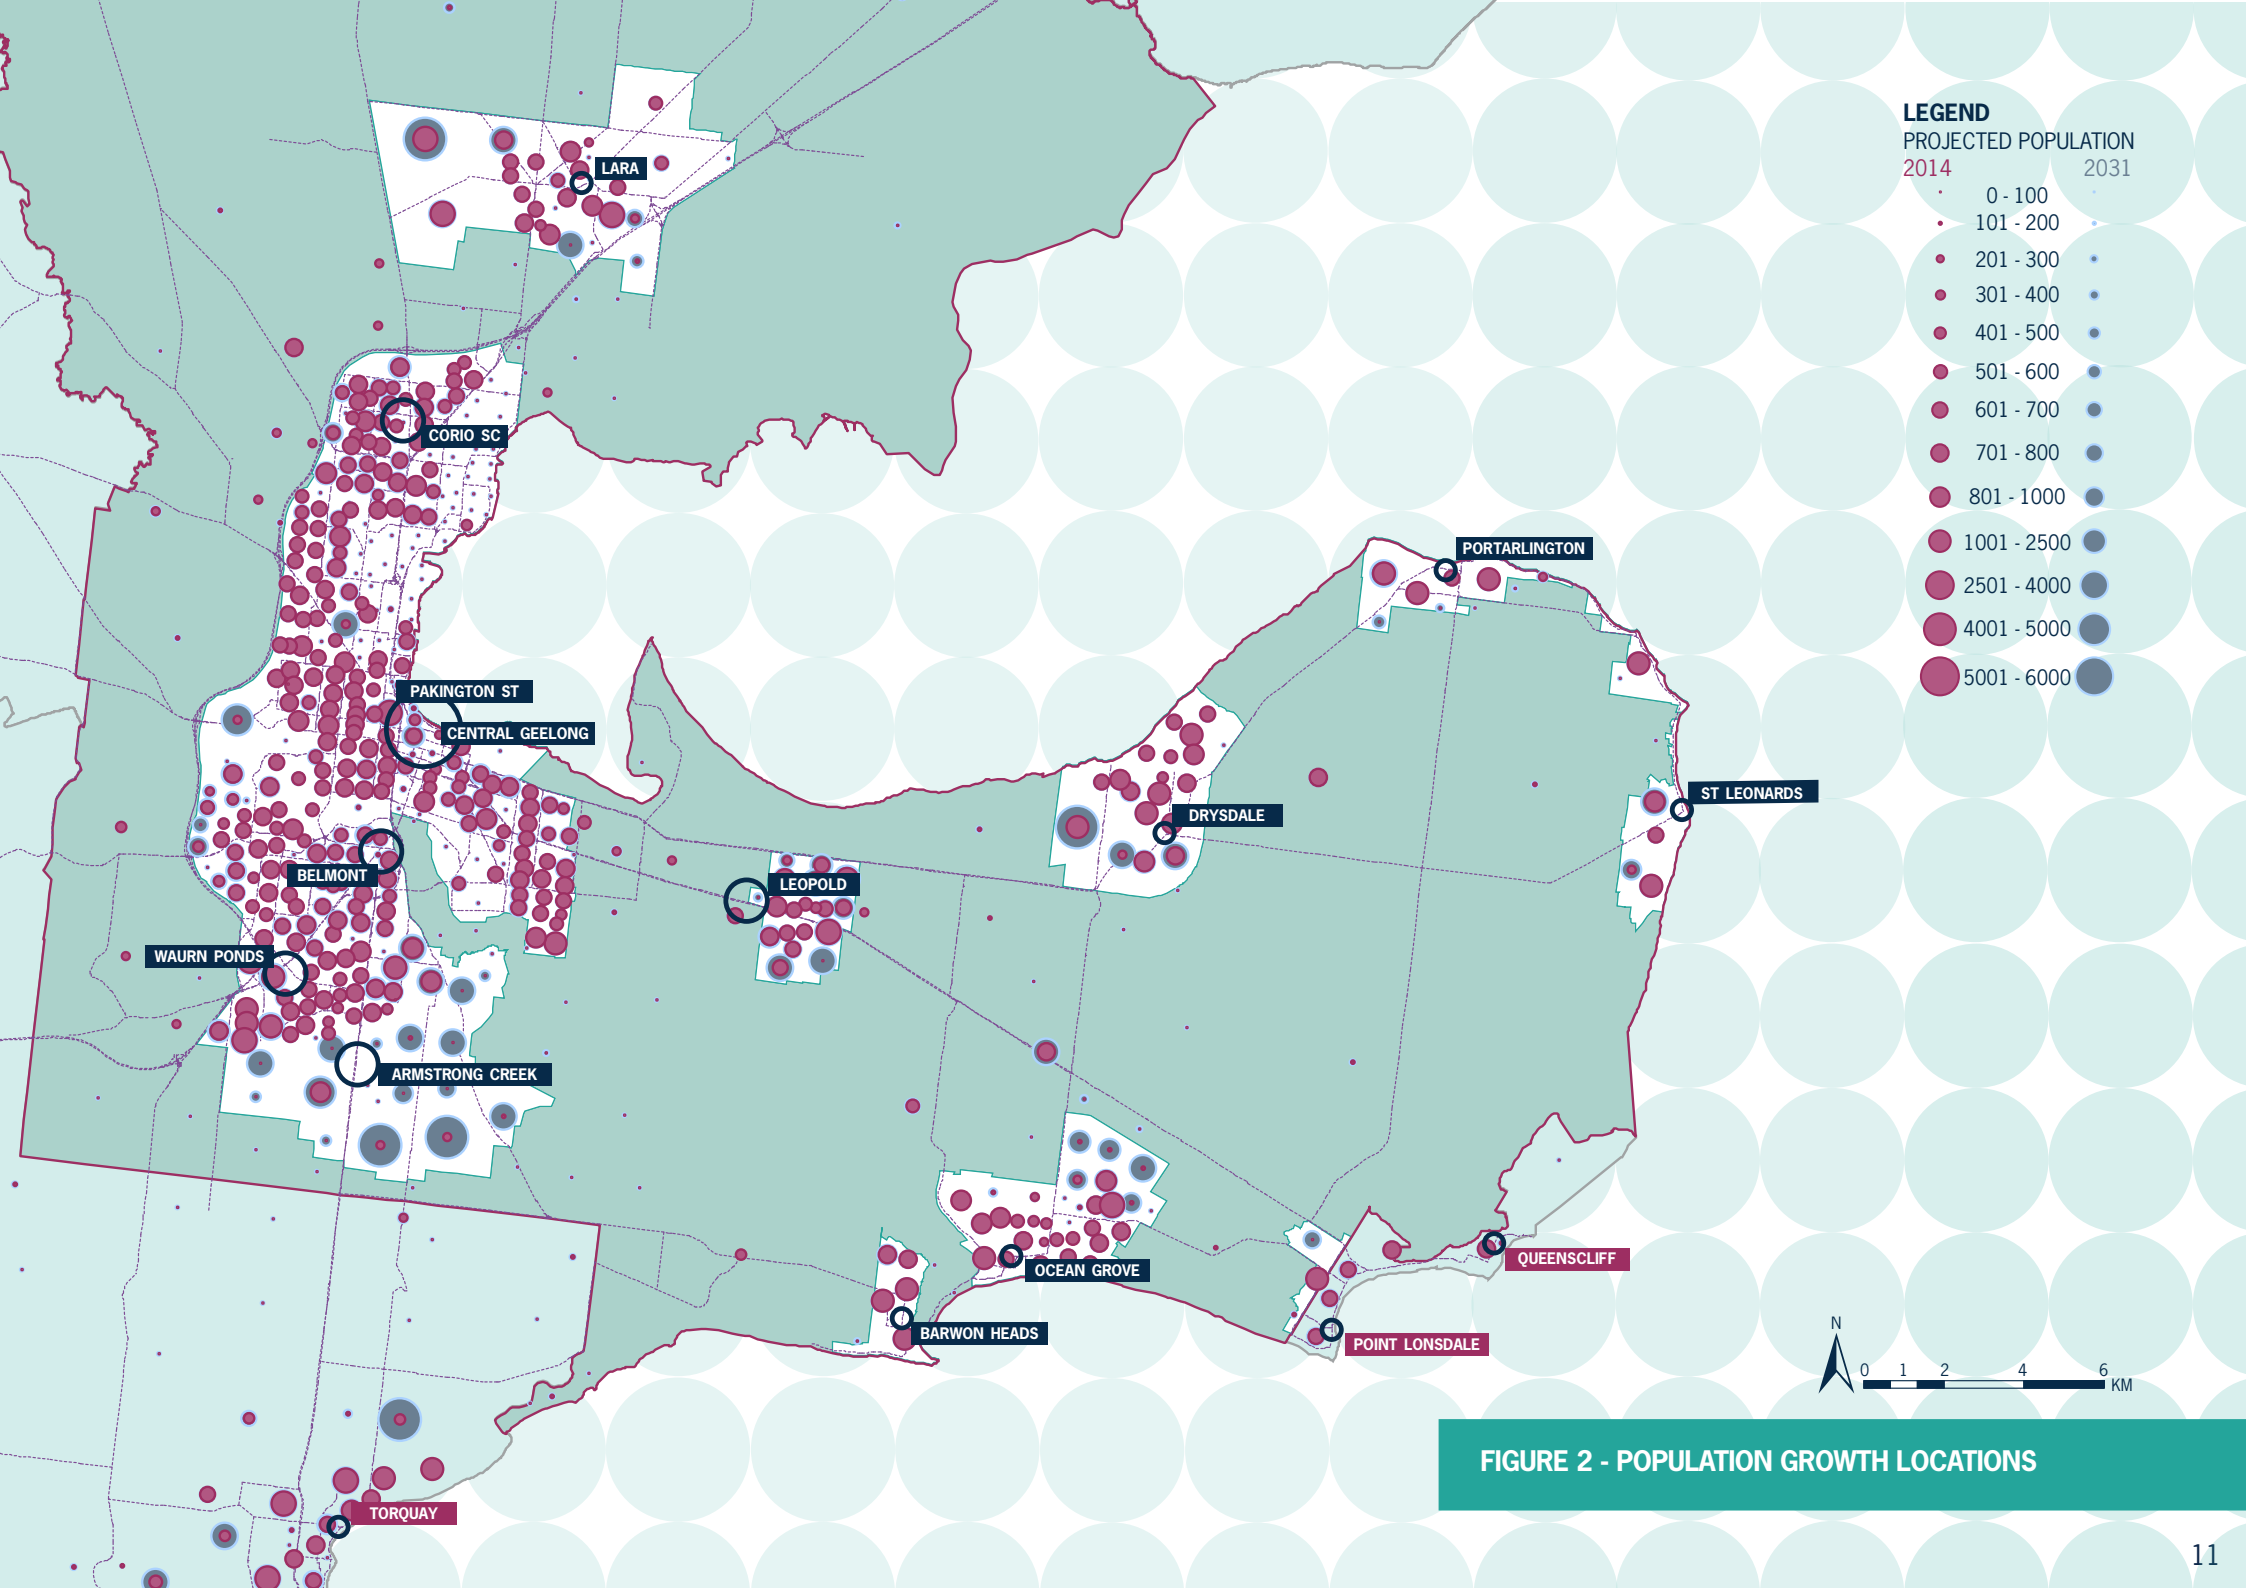 LEGEND
PROJECTED POPULATION
2014 2031
0 - 100
101 - 200
201 - 300
301 - 400
401 - 500
501 - 600
601 - 700
701 - 800
801 - 1000
1001 - 2500
2501 - 4000
4001 - 5000
5001 - 6000
LARA
CORIO SC
PORTARLINGTON
PAKINGTON ST
CENTRAL GEELONG
ST LEONARDS
DRYSDALE
BELMONT
LEOPOLD
WAURN PONDS
ARMSTRONG CREEK
QUEENSCLIFF
OCEAN GROVE
BARWON HEADS
POINT LONSDALE
TORQUAY
N
0 1 2 4 6
KM
FIGURE 2 - POPULATION GROWTH LOCATIONS
11